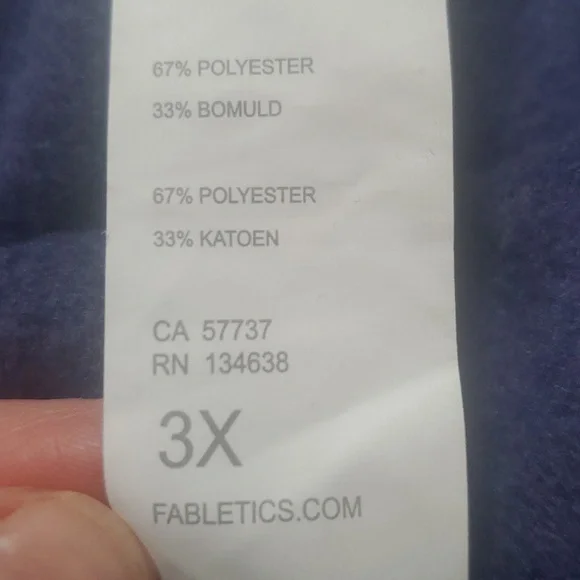 67% POLYESTER
33% BOMULD
67% POLYESTER
33% KATOEN
CA 57737
RN 134638
3X
FABLETICS.COM